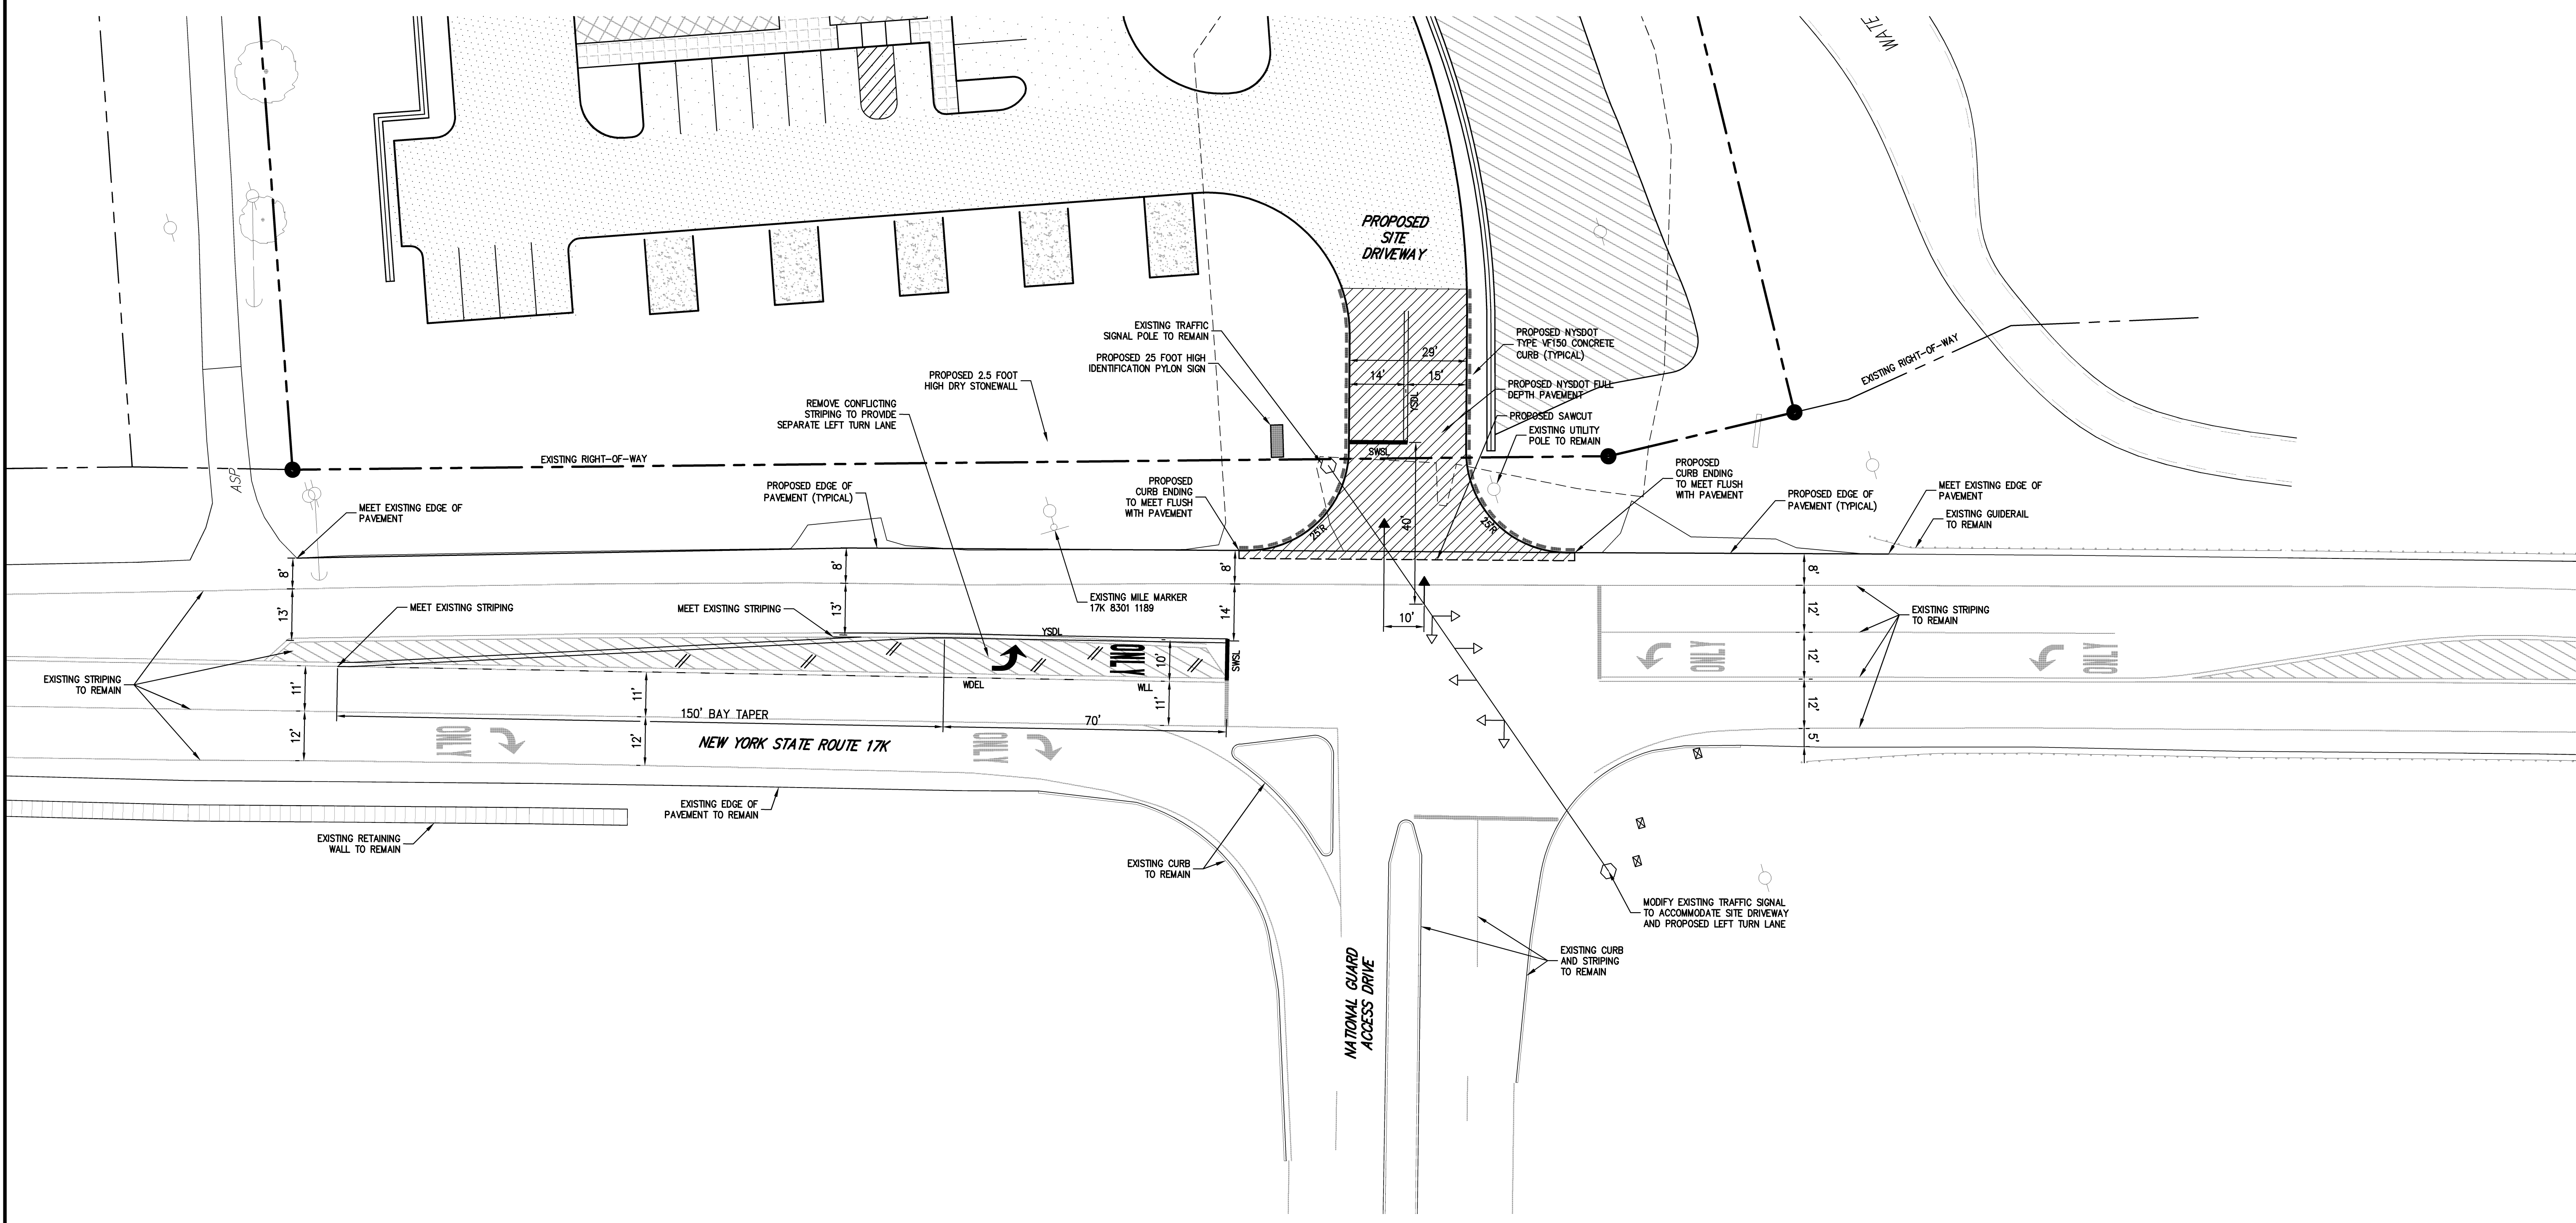 WATE
PROPOSED
SITE
DRIVEWAY
EXISTING TRAFFIC
SIGNAL POLE TO REMAIN
PROPOSED 25 FOOT HIGH
IDENTIFICATION PYLON SIGN
PROPOSED 2.5 FOOT
HIGH DRY STONEWALL
REMOVE CONFLICTING
STRIPING TO PROVIDE
SEPARATE LEFT TURN LANE
PROPOSED NYSDOT
TYPE VF150 CONCRETE
CURB (TYPICAL)
29'
14'
15'
YSDL
PROPOSED NYSDOT FULL
DEPTH PAVEMENT
PROPOSED SAWCUT
EXISTING UTILITY
POLE TO REMAIN
EXISTING RIGHT-OF-WAY
EXISTING RIGHT-OF-WAY
SWSL
ASP
MEET EXISTING EDGE OF
PAVEMENT
PROPOSED EDGE OF
PAVEMENT (TYPICAL)
PROPOSED
CURB ENDING
TO MEET FLUSH
WITH PAVEMENT
25'R
40'
25'R
PROPOSED
CURB ENDING
TO MEET FLUSH
WITH PAVEMENT
PROPOSED EDGE OF
PAVEMENT (TYPICAL)
MEET EXISTING EDGE OF
PAVEMENT
EXISTING GUIDERAIL
TO REMAIN
8'
8'
8'
8'
13'
13'
14'
12'
MEET EXISTING STRIPING
MEET EXISTING STRIPING
EXISTING MILE MARKER
17K 8301 1189
10'
EXISTING STRIPING
TO REMAIN
YSDL
ONLY
10'
SWSL
ONLY
ONLY
12'
EXISTING STRIPING
TO REMAIN
11'
11'
WDEL
WLL
11'
12'
150' BAY TAPER
70'
12'
12'
ONLY
ONLY
NEW YORK STATE ROUTE 17K
5'
EXISTING EDGE OF
PAVEMENT TO REMAIN
EXISTING RETAINING
WALL TO REMAIN
EXISTING CURB
TO REMAIN
MODIFY EXISTING TRAFFIC SIGNAL
TO ACCOMMODATE SITE DRIVEWAY
AND PROPOSED LEFT TURN LANE
EXISTING CURB
AND STRIPING
TO REMAIN
NATIONAL GUARD
ACCESS DRIVE